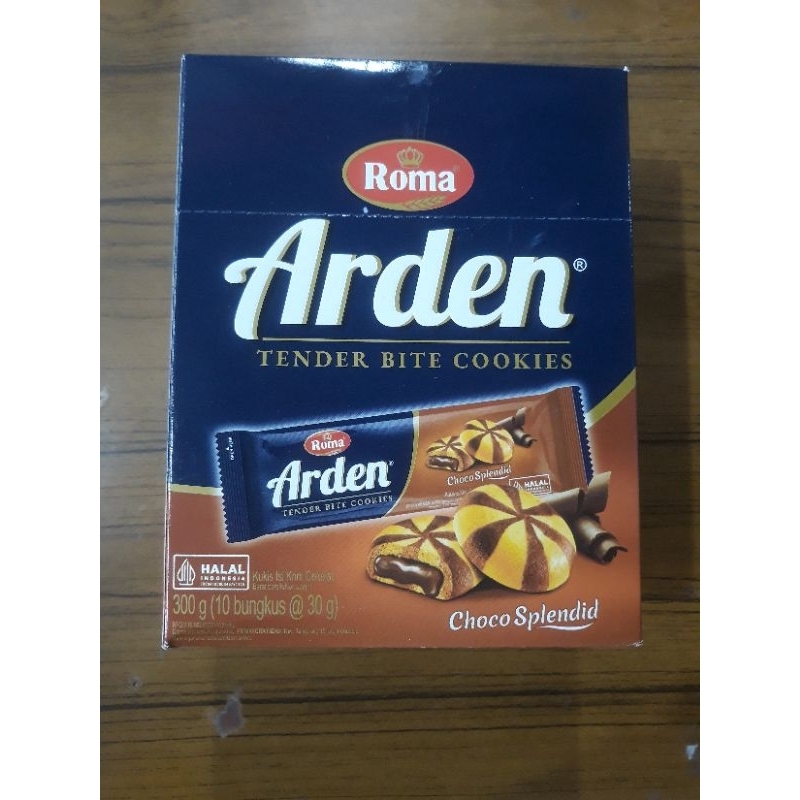 Roma
Arden®
TENDER BITE COOKIES
Roma
Arden®
TENDER BITE COOKIES
Choco Splendid
HALAL
HALAL
INDONESIA
Kukis Isi Krim Cokelat
300 g (10 bungkus @ 30 g)
Choco Splendid